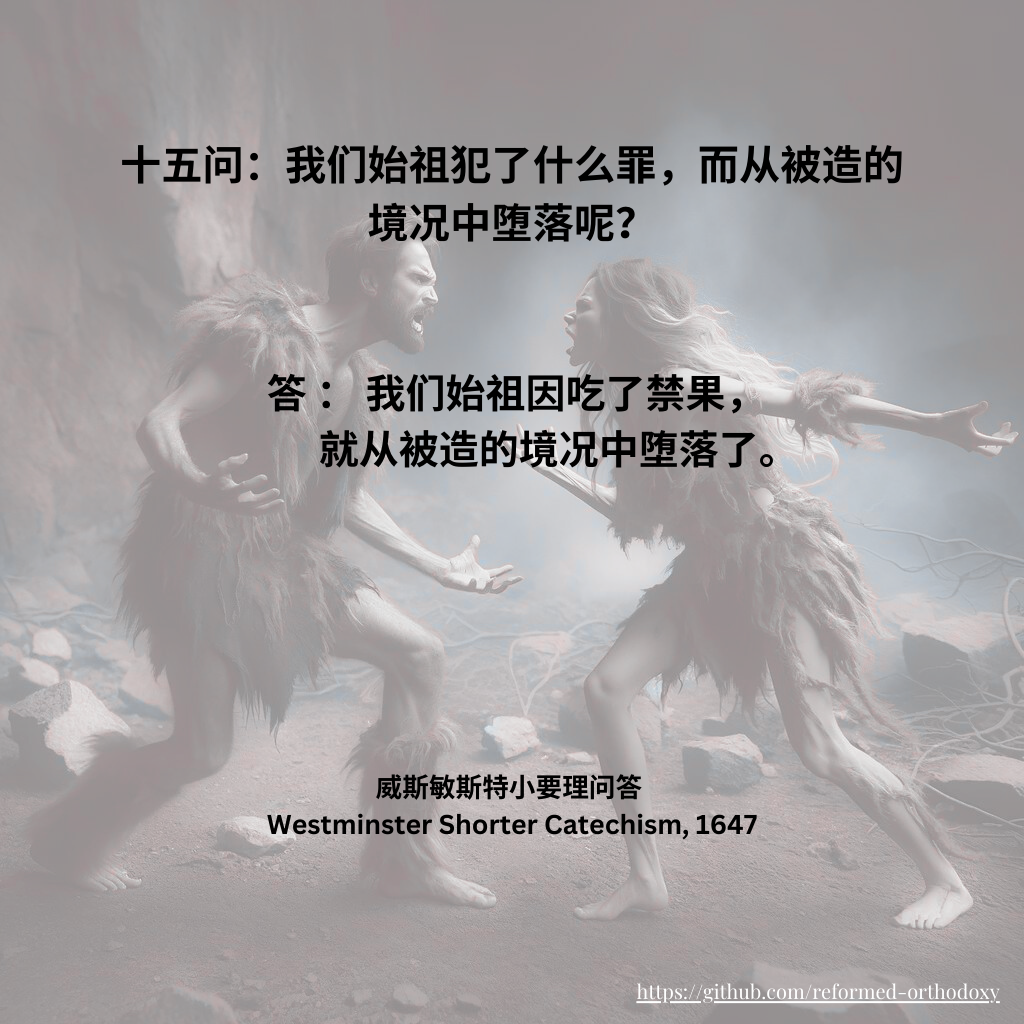 十五问：我们始祖犯了什么罪，而从被造的
境况中堕落呢？
答： 我们始祖因吃了禁果，
就从被造的境况中堕落了。
威斯敏斯特小要理问答
Westminster Shorter Catechism, 1647
https://github.com/reformed-orthodoxy